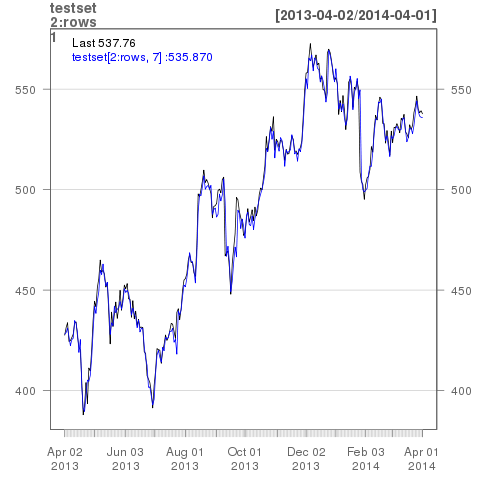 testset
2:rows
1
[2013-04-02/2014-04-01]
Last 537.76
testset[2:rows, 7] :535.870
550
500
450
400
550
500
450
400
Apr 02 Jun 03 Aug 01 Oct 01 Dec 02 Feb 03 Apr 01
2013 2013 2013 2013 2013 2014 2014